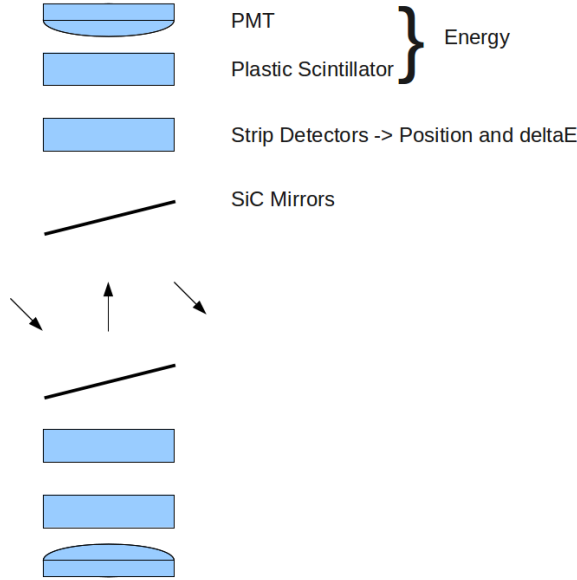 PMT
Energy
Plastic Scintillator
Strip Detectors -> Position and deltaE
SiC Mirrors